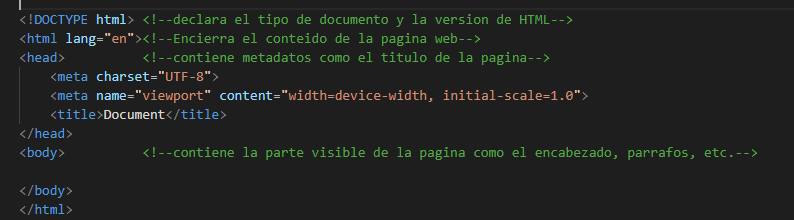 <!DOCTYPE html> <!--declara el tipo de documento y la version de HTML-->
<html lang="en"><!--Encierra el conteido de la pagina web-->
<head>          <!--contiene metadatos como el titulo de la pagina-->
    <meta charset="UTF-8">
    <meta name="viewport" content="width=device-width, initial-scale=1.0">
    <title>Document</title>
</head>
<body>          <!--contiene la parte visible de la pagina como el encabezado, parrafos, etc.-->
</body>
</html>